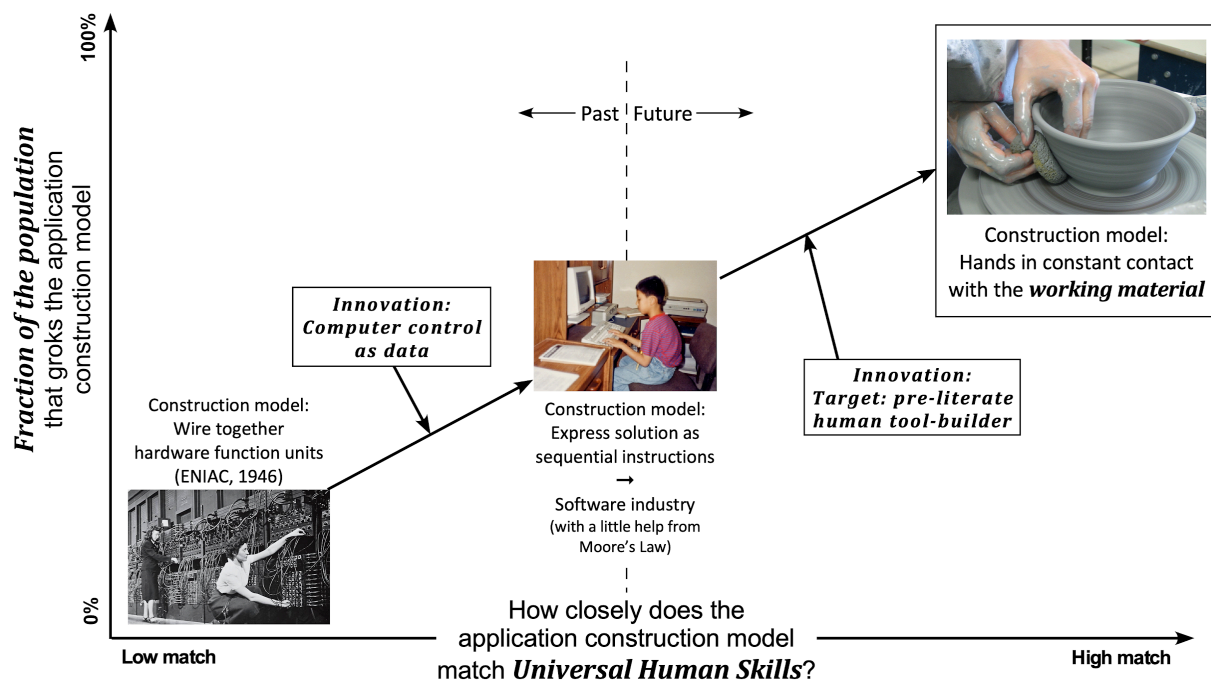 100%
Fraction of the population
that groks the application
construction model
0%
Past
Future
Construction model:
Hands in constant contact
with the working material
Innovation:
Computer control
as data
Innovation:
Target: pre-literate
human tool-builder
Construction model:
Wire together
hardware function units
(ENIAC, 1946)
Construction model:
Express solution as
sequential instructions
→
Software industry
(with a little help from
Moore’s Law)
Low match
How closely does the
application construction model
match Universal Human Skills?
High match